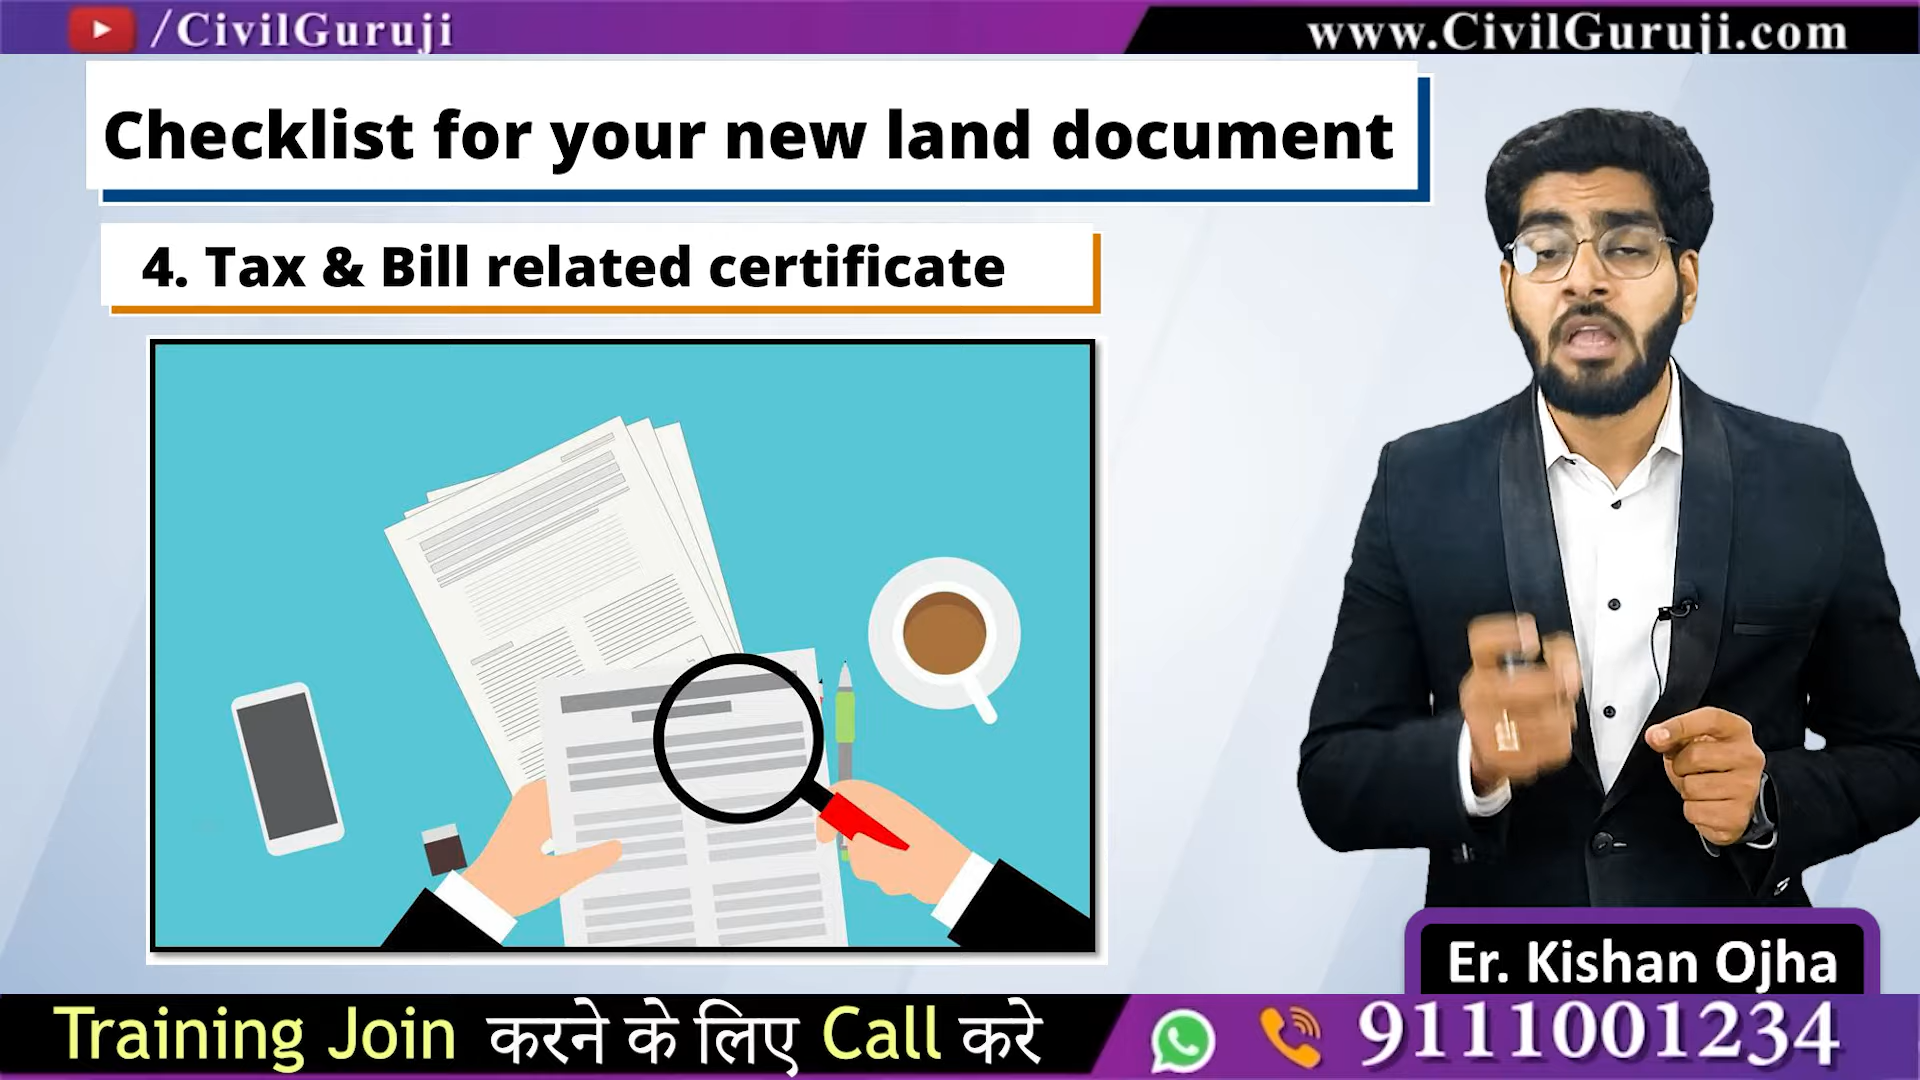 /CivilGuruji
www.CivilGuruji.com
Checklist for your new land document
4. Tax & Bill related certificate
Er. Kishan Ojha
Training Join करने के लिए Call करे
9111001234